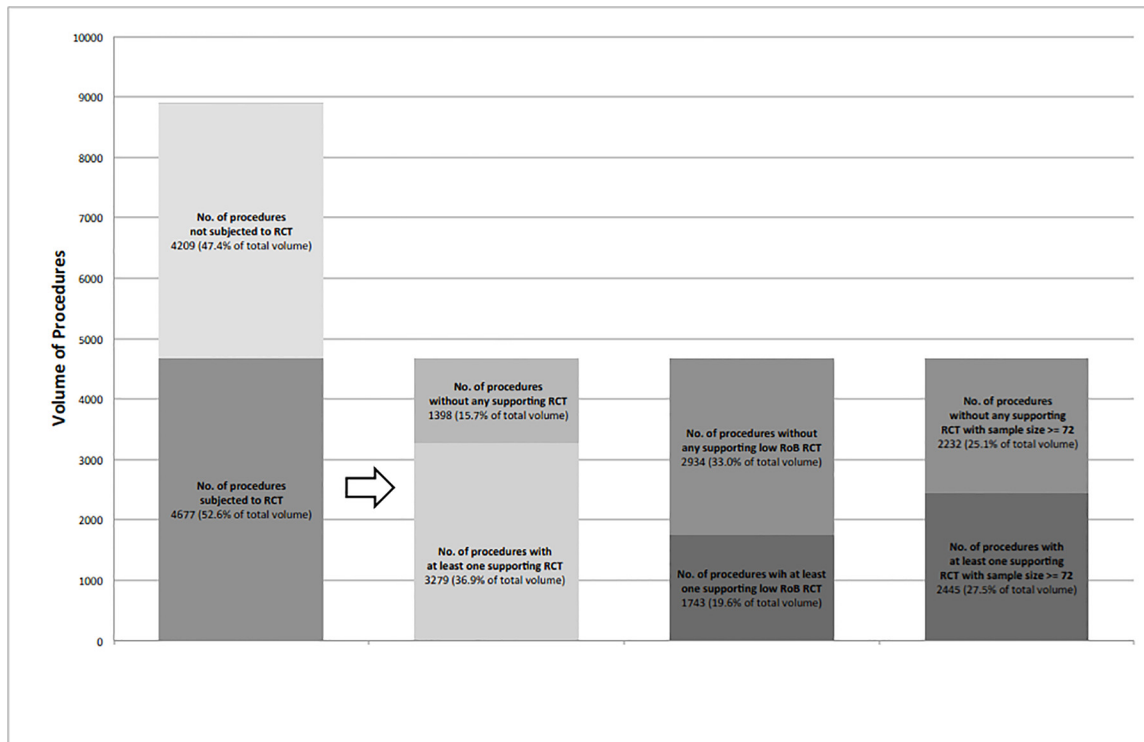 10000
9000
8000
7000
6000
5000
4000
3000
2000
1000
0
Volume of Procedures
No. of procedures
not subjected to RCT
4209 (47.4% of total volume)
No. of procedures
subjected to RCT
4677 (52.6% of total volume)
No. of procedures
without any supporting RCT
1398 (15.7% of total volume)
No. of procedures with
at least one supporting RCT
3279 (36.9% of total volume)
No. of procedures without
any supporting low RoB RCT
2934 (33.0% of total volume)
No. of procedures wih at least
one supporting low RoB RCT
1743 (19.6% of total volume)
No. of procedures
without any supporting
RCT with sample size >= 72
2232 (25.1% of total volume)
No. of procedures with
at least one supporting
RCT with sample size >= 72
2445 (27.5% of total volume)